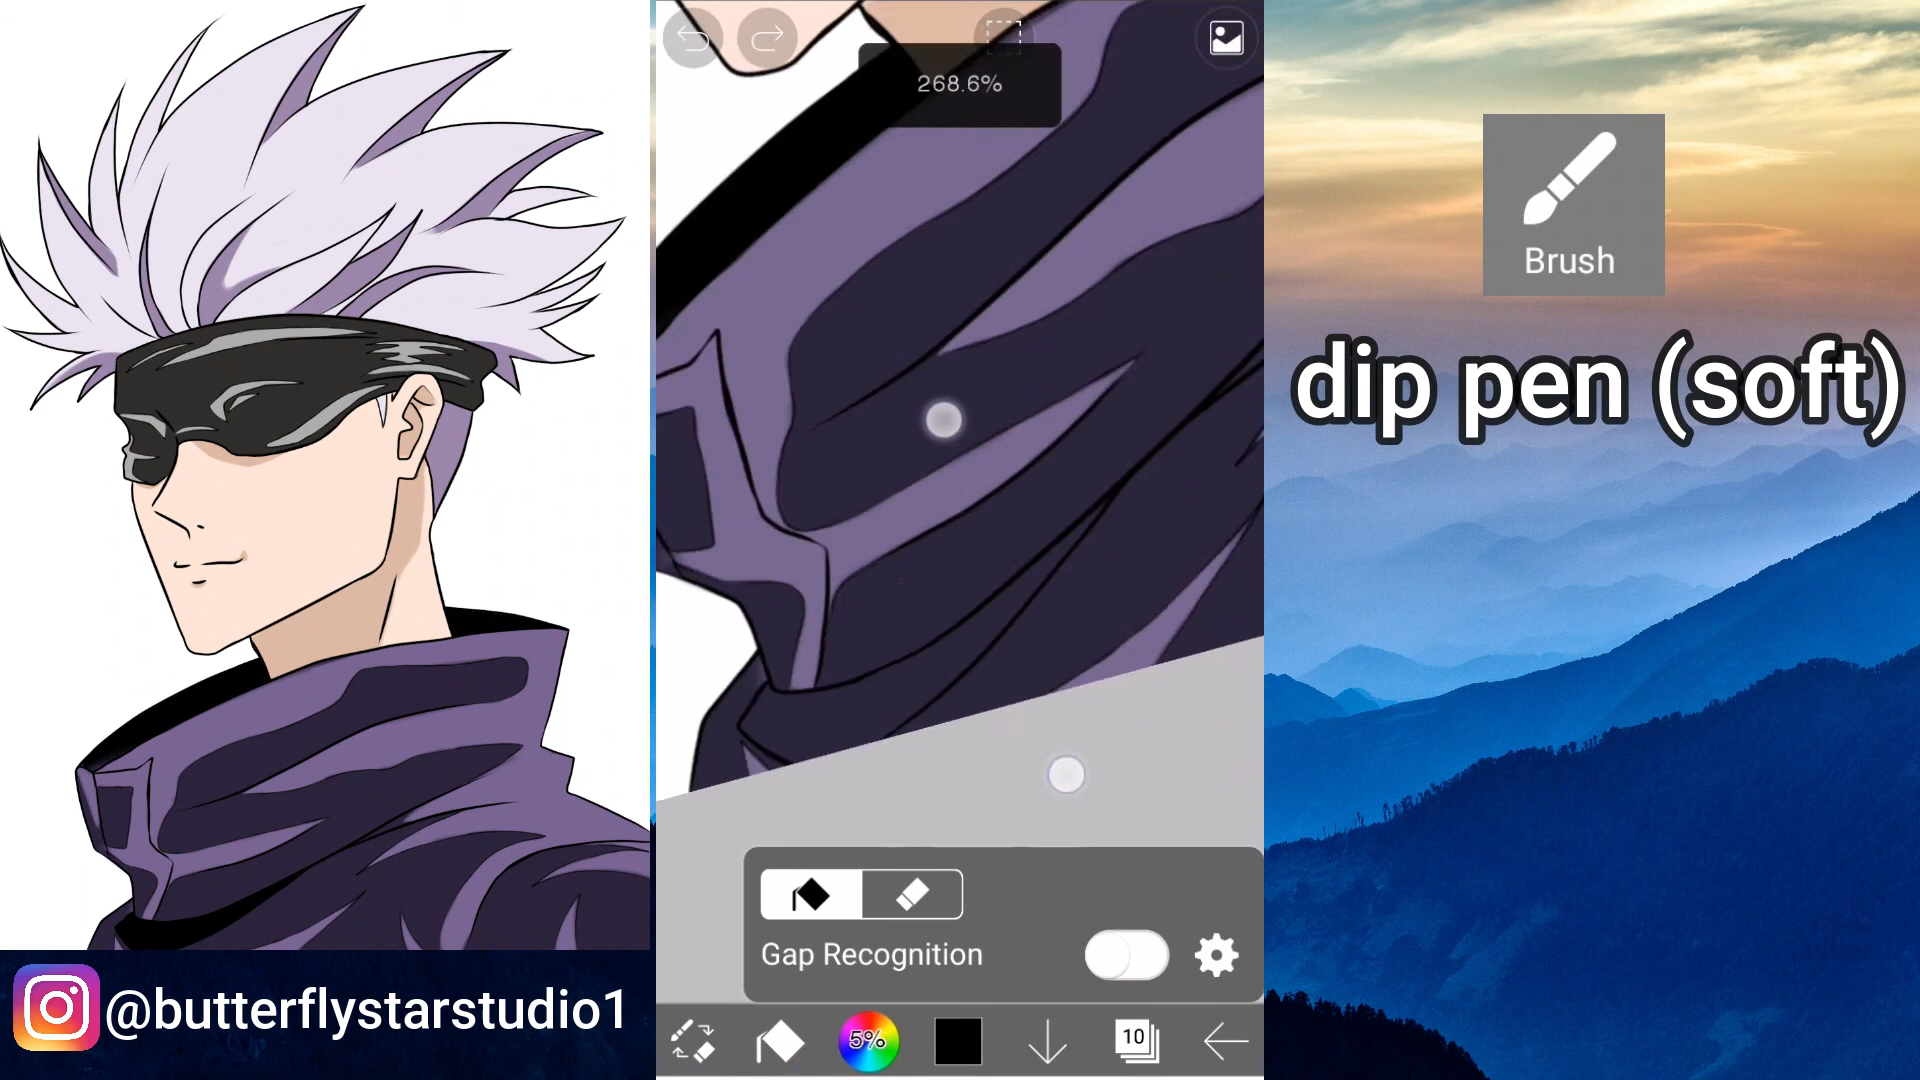 268.6%
Brush
dip pen (soft)
Gap Recognition
5%
10
@butterflystarstudio1